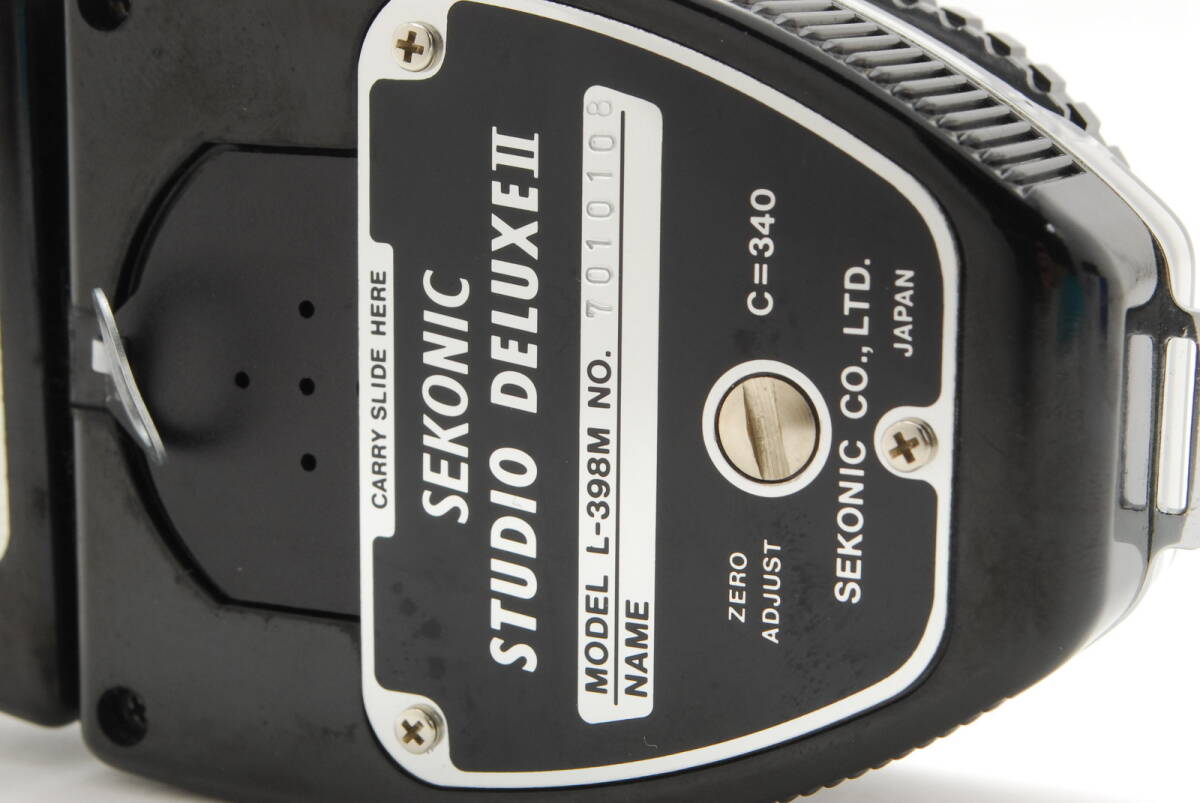 CARRY SLIDE HERE
SEKONIC
STUDIO DELUXE II
MODEL L-398M NO. 7010108
NAME
ZERO
ADJUST
C=340
SEKONIC CO., LTD.
JAPAN